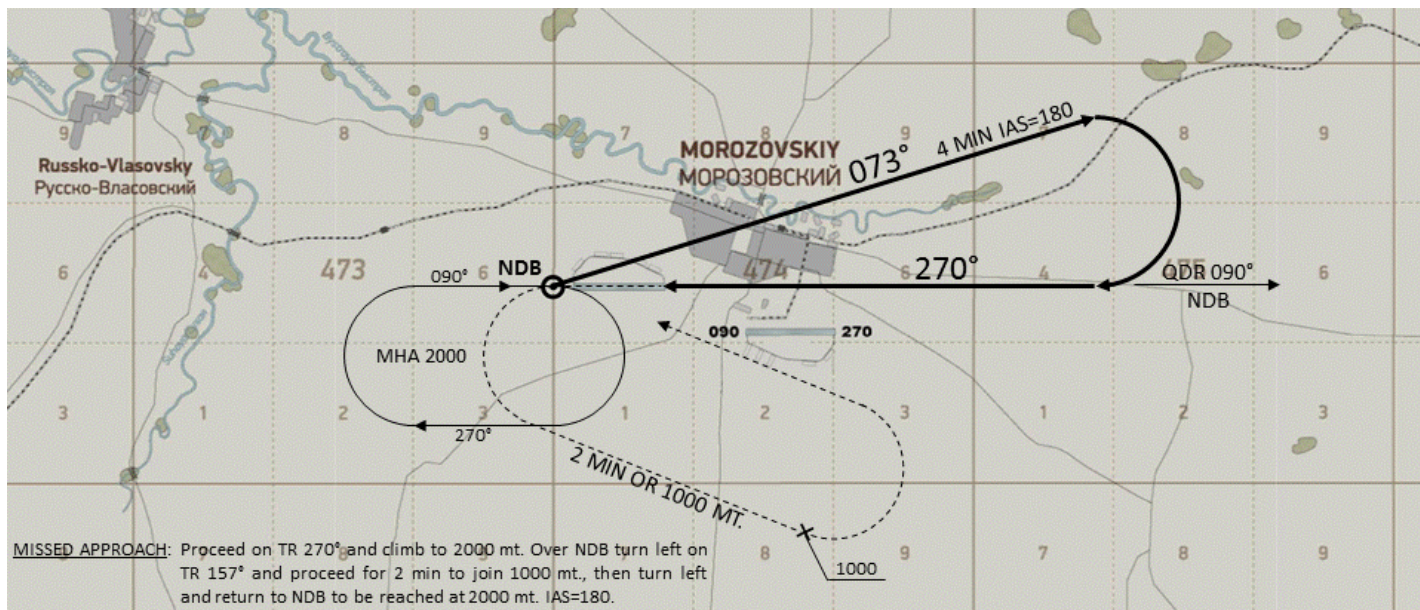 Bystraya Быстрая
9
7
8
9
7
4 MIN IAS=180
8
9
Russko-Vlasovsky
Русско-Власовский
MOROZOVSKIY
МОРОЗОВСКИЙ
073°
6
4
473
090°
6
NDB
474
270°
4
475
6
QDR 090°
NDB
MHA 2000
090
270
3
1
2
3
1
2
3
1
2
3
270°
2 MIN OR 1000 MT.
MISSED APPROACH: Proceed on TR 270° and climb to 2000 mt. Over NDB turn left on
TR 157° and proceed for 2 min to join 1000 mt., then turn left
and return to NDB to be reached at 2000 mt. IAS=180.
8
9
7
8
9
1000